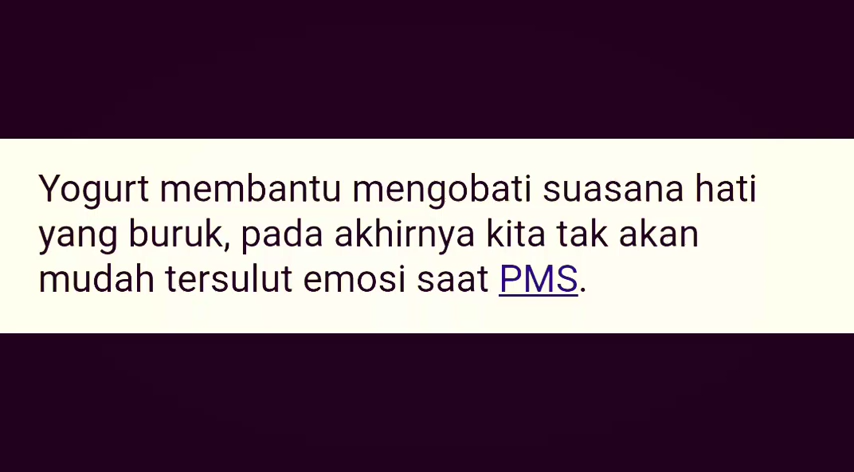 Yogurt membantu mengobati suasana hati
yang buruk, pada akhirnya kita tak akan
mudah tersulut emosi saat PMS.